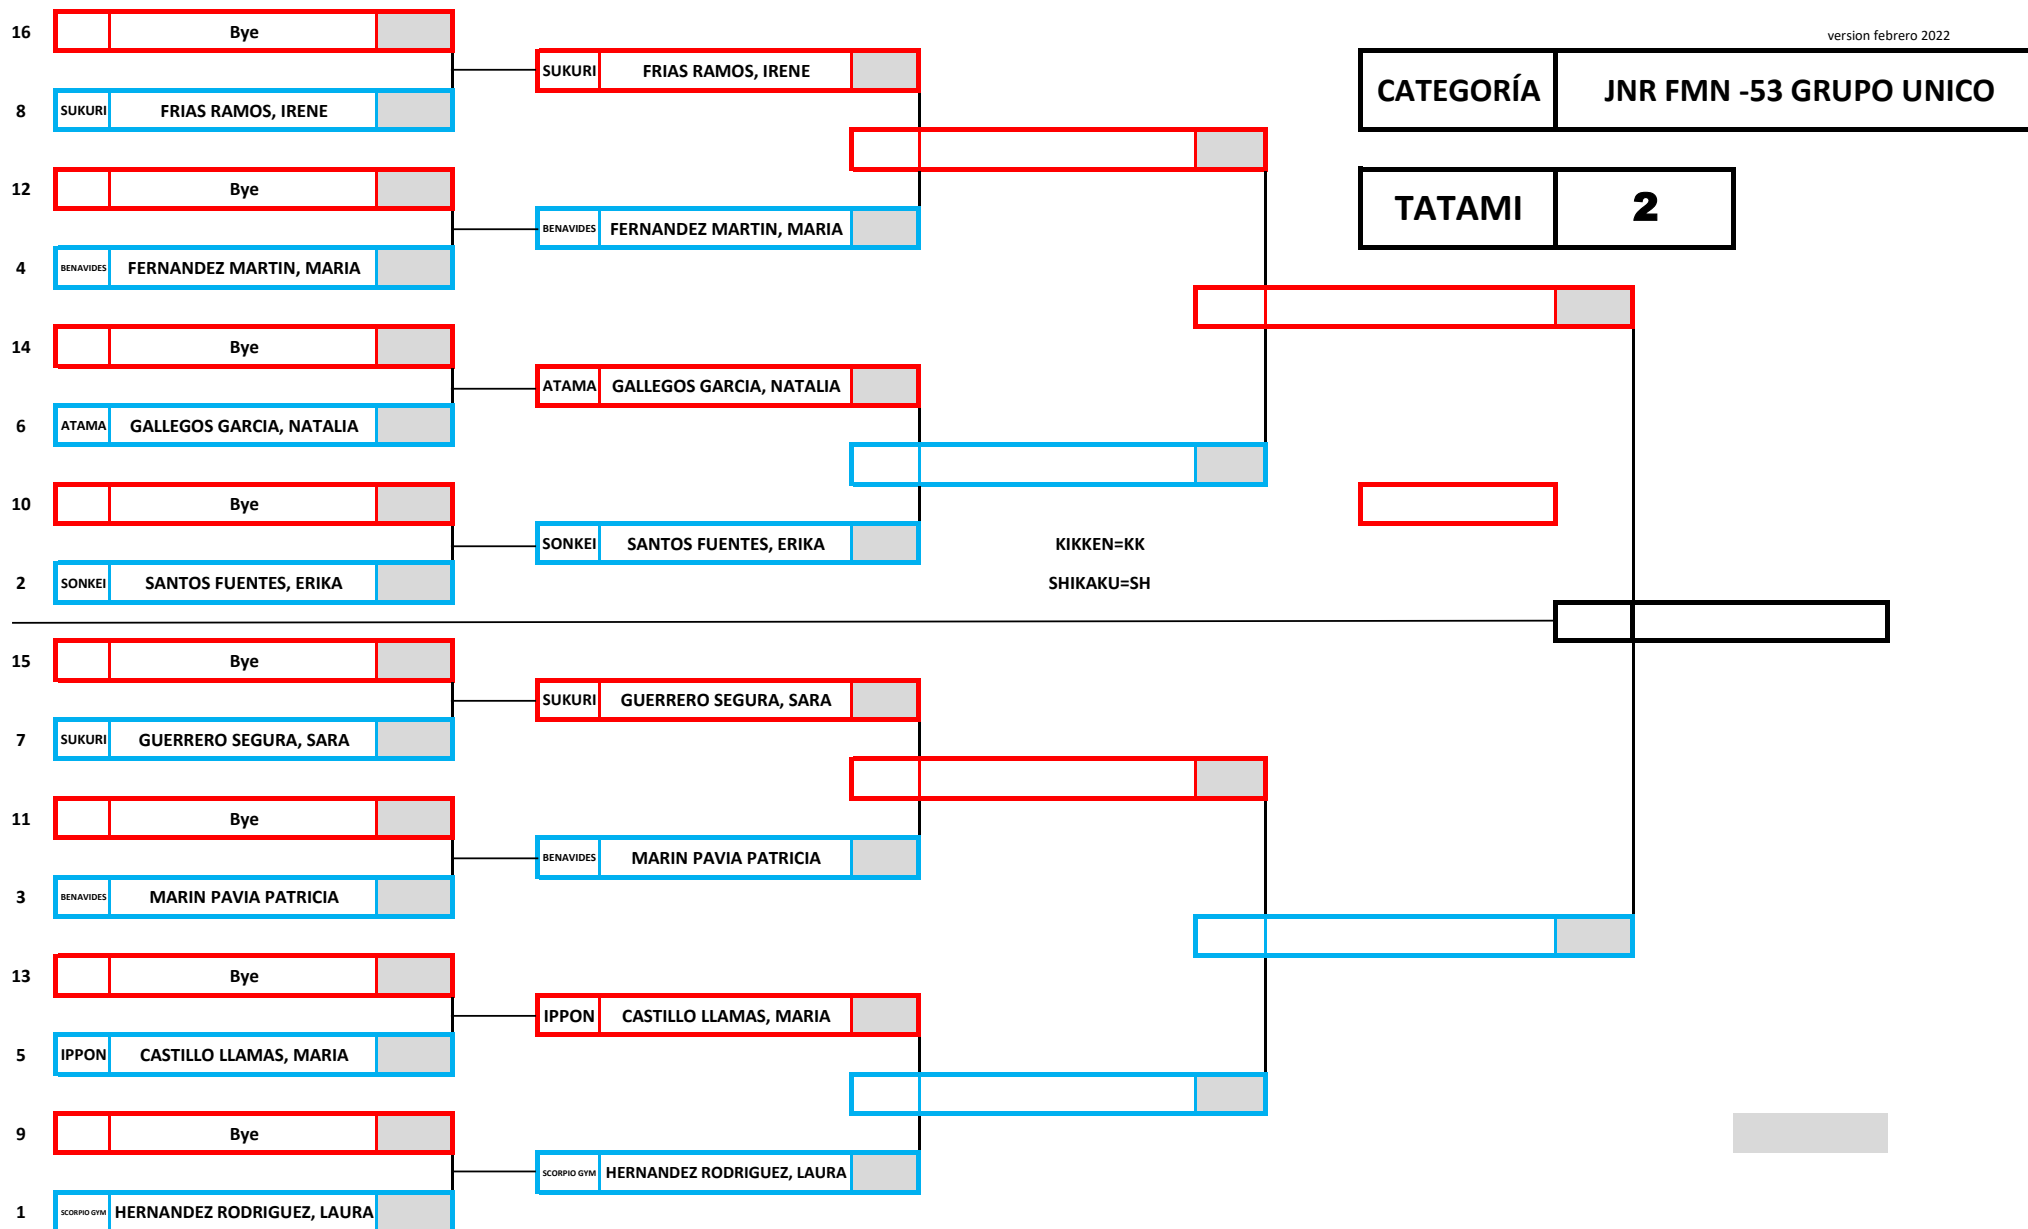 version febrero 2022
CATEGORÍA JNR FMN -53 GRUPO UNICO
TATAMI 2
16 Bye
SUKURI FRIAS RAMOS, IRENE
8 SUKURI FRIAS RAMOS, IRENE
12 Bye
BENAVIDES FERNANDEZ MARTIN, MARIA
4 BENAVIDES FERNANDEZ MARTIN, MARIA
14 Bye
ATAMA GALLEGOS GARCIA, NATALIA
6 ATAMA GALLEGOS GARCIA, NATALIA
10 Bye
SONKEI SANTOS FUENTES, ERIKA
KIKKEN=KK
2 SONKEI SANTOS FUENTES, ERIKA
SHIKAKU=SH
15 Bye
SUKURI GUERRERO SEGURA, SARA
7 SUKURI GUERRERO SEGURA, SARA
11 Bye
BENAVIDES MARIN PAVIA PATRICIA
3 BENAVIDES MARIN PAVIA PATRICIA
13 Bye
IPPON CASTILLO LLAMAS, MARIA
5 IPPON CASTILLO LLAMAS, MARIA
9 Bye
SCORPIO GYM HERNANDEZ RODRIGUEZ, LAURA
1 SCORPIO GYM HERNANDEZ RODRIGUEZ, LAURA